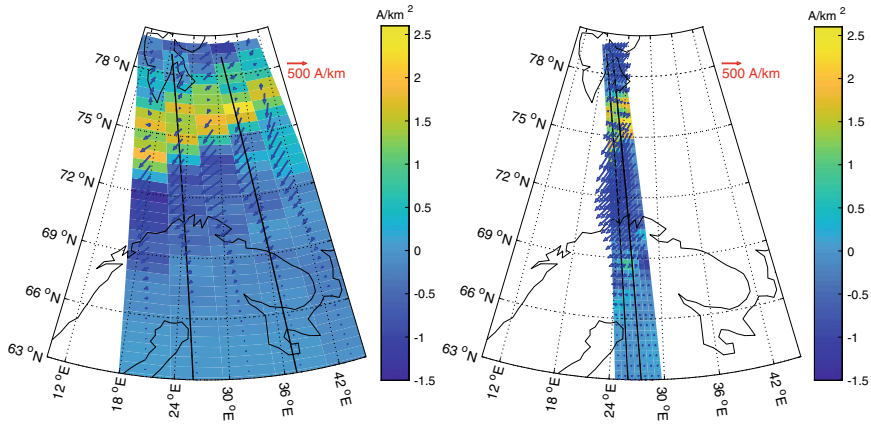 A/km 2
2.5
2
1.5
1
0.5
0
-0.5
-1
-1.5
500 A/km
78 °N
75 °N
72 °N
69 °N
66 °N
63 °N
12 °E
18 °E
24 °E
30 °E
36 °E
42 °E
A/km 2
2.5
2
1.5
1
0.5
0
-0.5
-1
-1.5
500 A/km
78 °N
75 °N
72 °N
69 °N
66 °N
63 °N
12 °E
18 °E
24 °E
30 °E
36 °E
42 °E